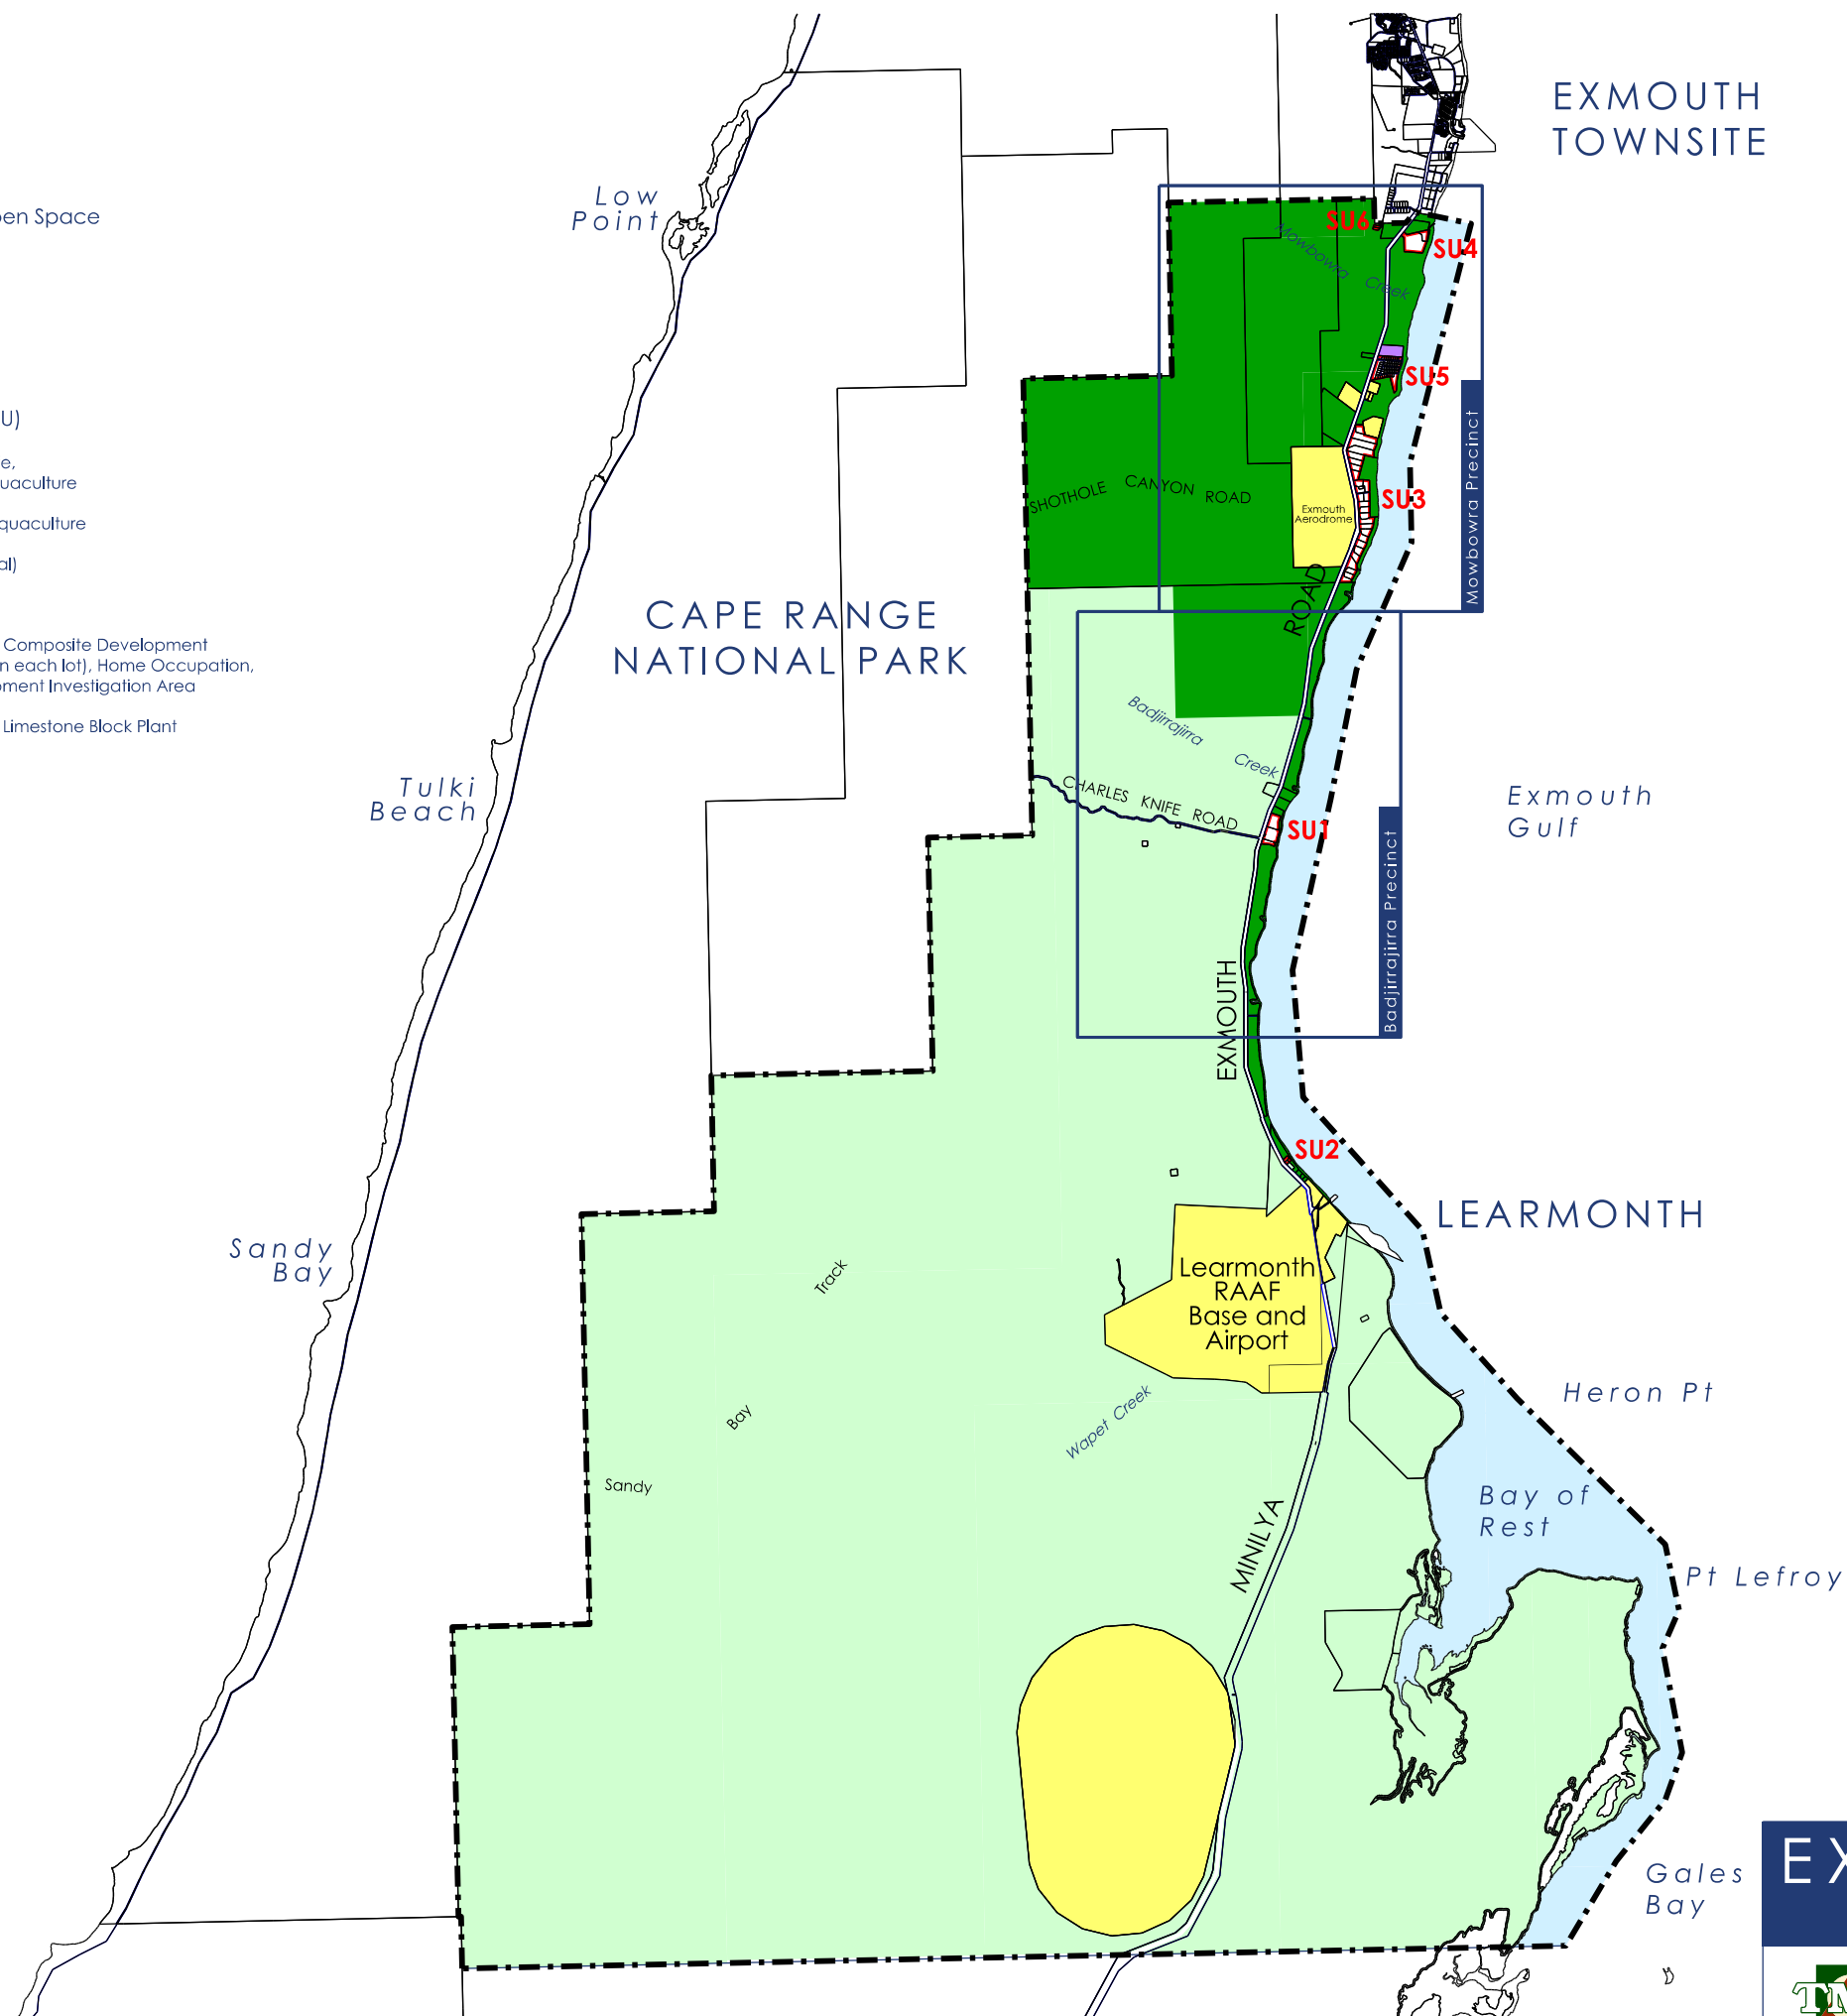 EXMOUTH
TOWNSITE
Low
Point
en Space
SU6
Mowbowra
Creek
SU4
SU5
U)
e,
uaculture
quaculture
al)
Composite Development
n each lot), Home Occupation,
ment Investigation Area
Limestone Block Plant
SHOTHOLE CANYON ROAD
Exmouth
Aerodrome
SU3
Mowbowra Precinct
ROAD
CAPE RANGE
NATIONAL PARK
Badjirrajirra
Creek
CHARLES KNIFE ROAD
SU1
Tulki
Beach
Exmouth
Gulf
Badjirrajirra Precinct
EXMOUTH
SU2
LEARMONTH
Sandy
Bay
Track
Learmonth
RAAF
Base and
Airport
Heron Pt
Bay
Wapet Creek
Sandy
Bay of
Rest
MINILYA
Pt Lefroy
Gales
Bay
EX